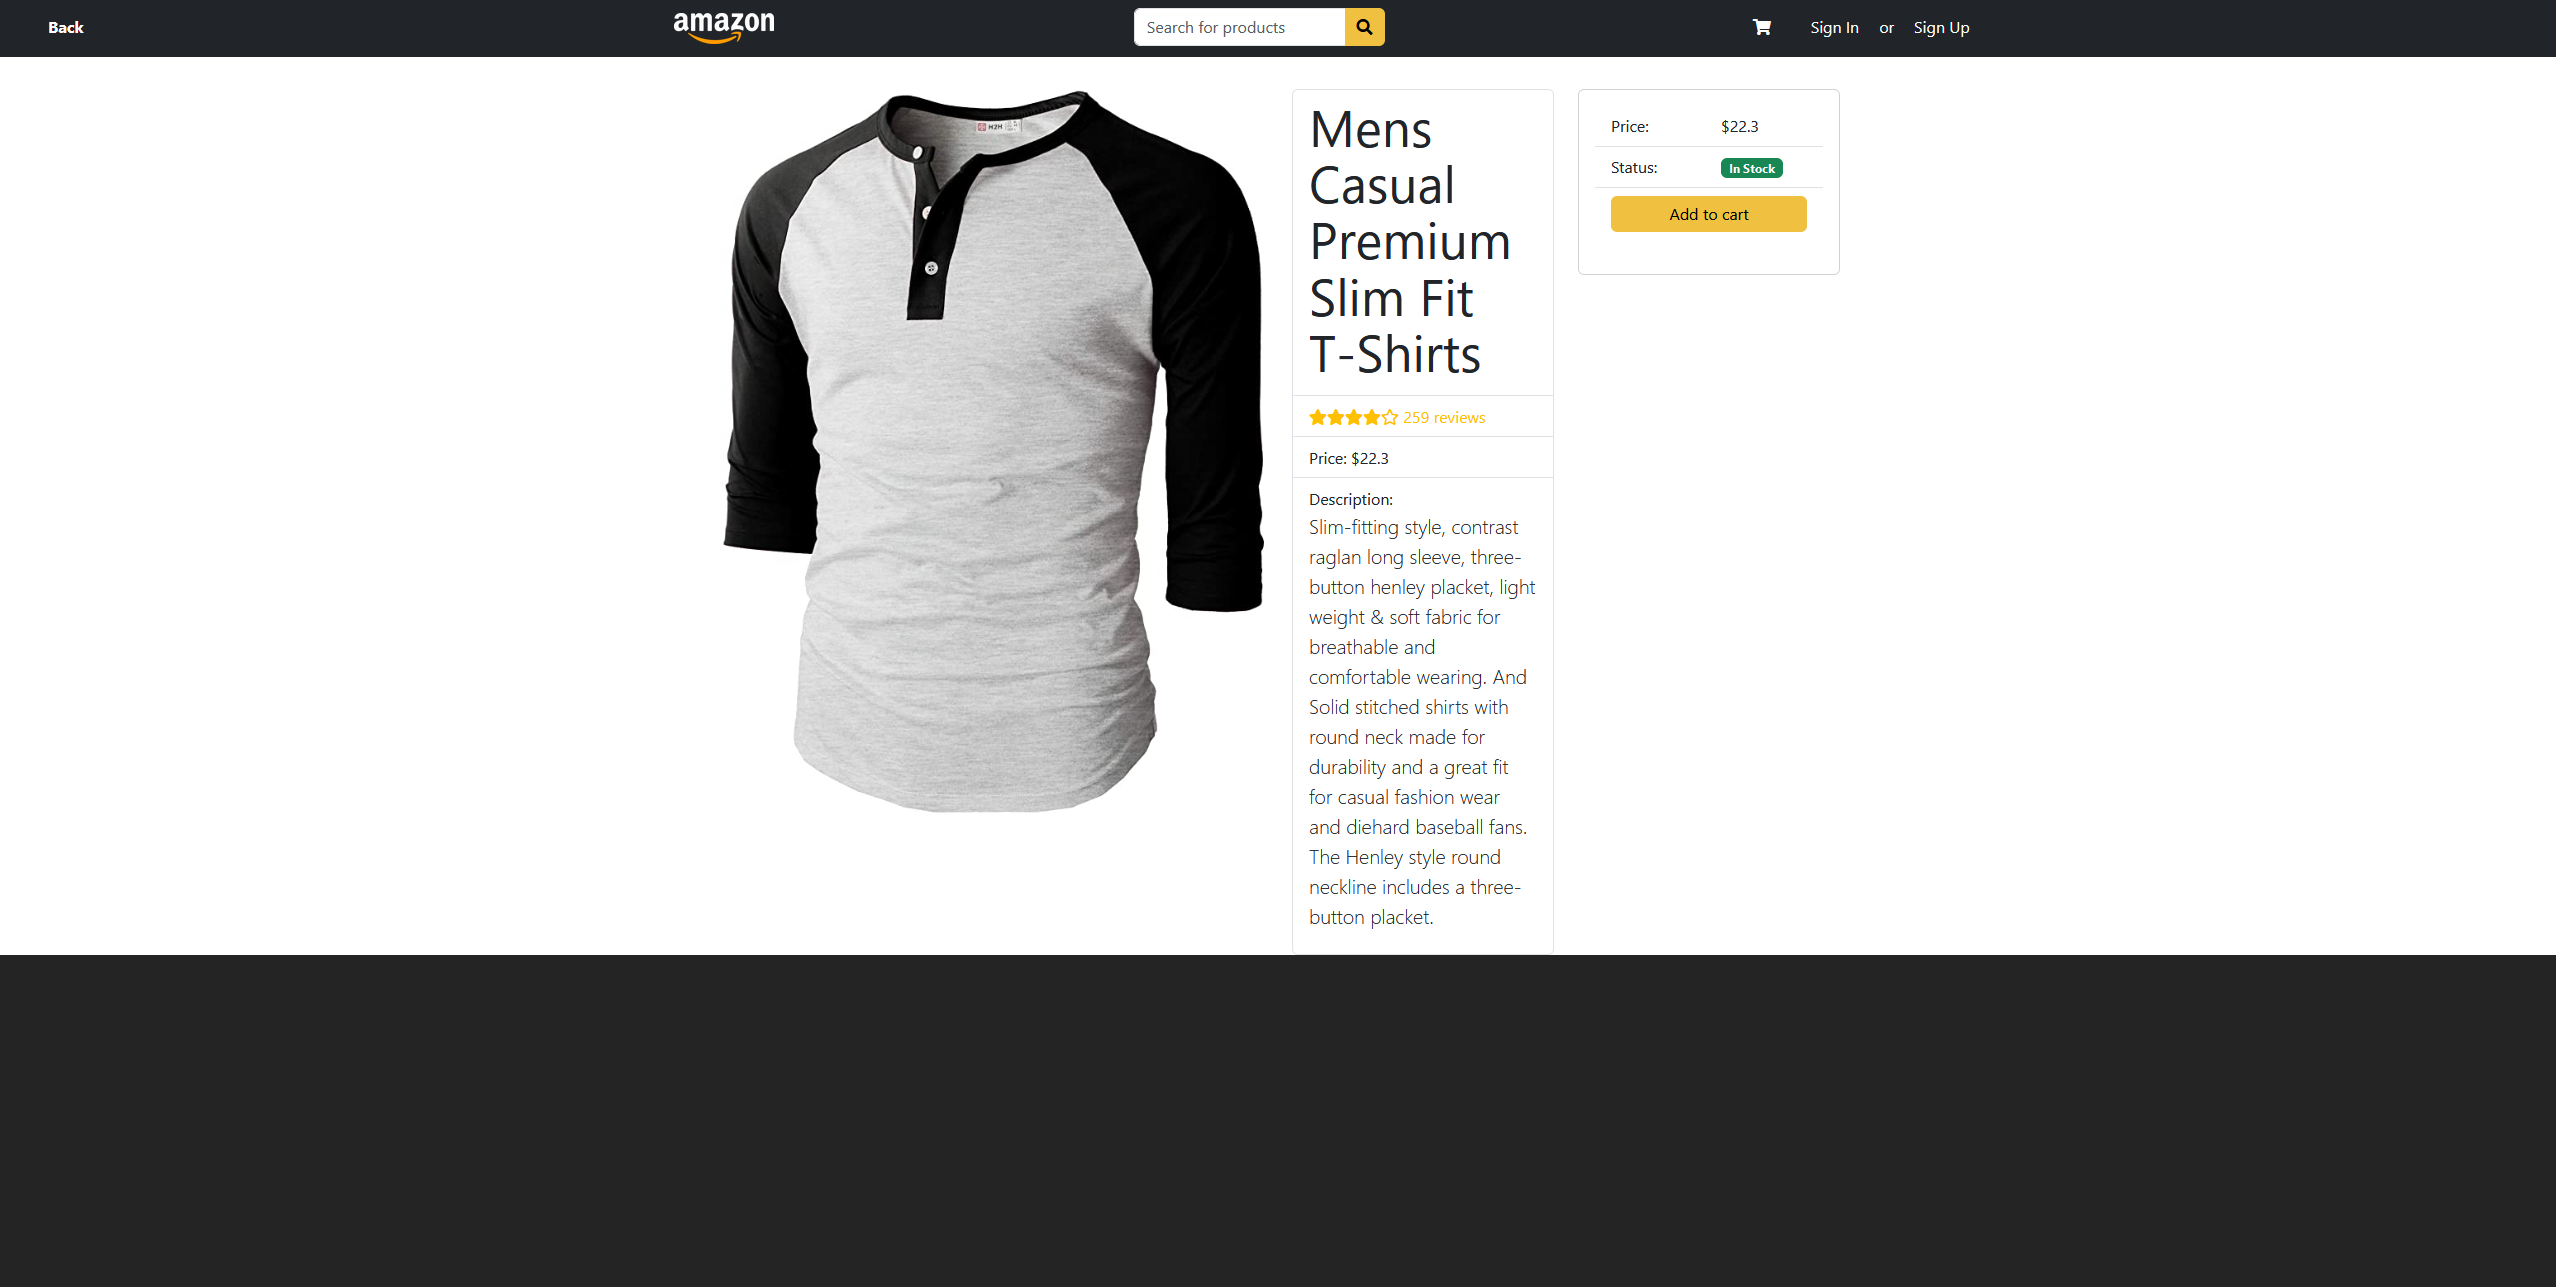 Back
amazon
Search for products
Sign In or Sign Up
H2H
Mens
Casual
Premium
Slim Fit
T-Shirts
259 reviews
Price: $22.3
Description:
Slim-fitting style, contrast
raglan long sleeve, three-
button henley placket, light
weight & soft fabric for
breathable and
comfortable wearing. And
Solid stitched shirts with
round neck made for
durability and a great fit
for casual fashion wear
and diehard baseball fans.
The Henley style round
neckline includes a three-
button placket.
Price: $22.3
Status: In Stock
Add to cart